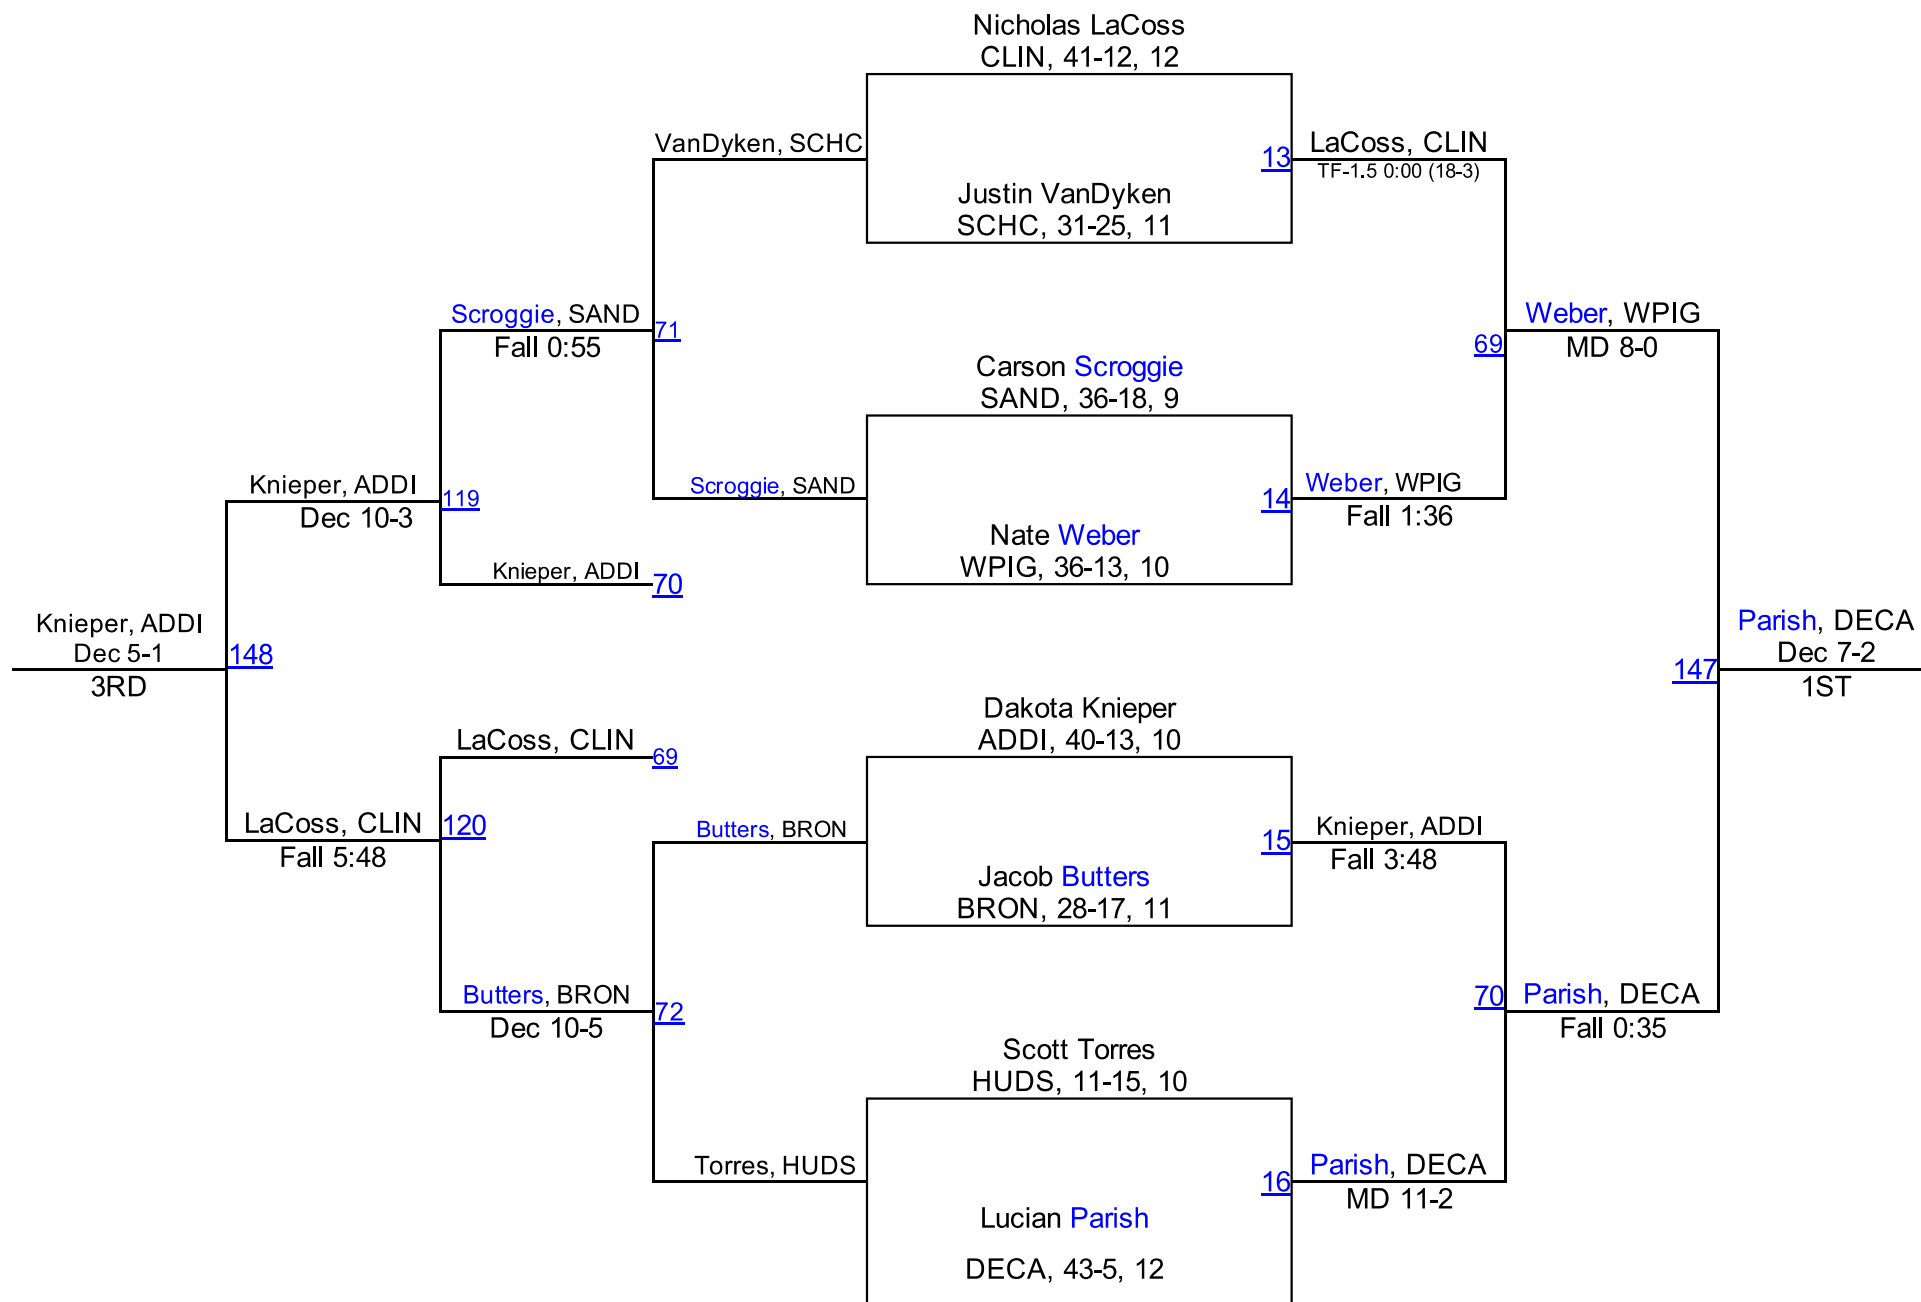 Nicholas LaCoss
CLIN, 41-12, 12
VanDyken, SCHC
13
LaCoss, CLIN
TF-1.5 0:00 (18-3)
Justin VanDyken
SCHC, 31-25, 11
Scroggie, SAND
Fall 0:55
71
Weber, WPIG
MD 8-0
69
Carson Scroggie
SAND, 36-18, 9
Knieper, ADDI
Dec 10-3
119
Scroggie, SAND
14
Weber, WPIG
Fall 1:36
Nate Weber
WPIG, 36-13, 10
Knieper, ADDI
70
Knieper, ADDI
Dec 5-1
3RD
148
Parish, DECA
Dec 7-2
1ST
147
Dakota Knieper
ADDI, 40-13, 10
LaCoss, CLIN
69
LaCoss, CLIN
Fall 5:48
120
Butters, BRON
15
Knieper, ADDI
Fall 3:48
Jacob Butters
BRON, 28-17, 11
Butters, BRON
Dec 10-5
72
70
Parish, DECA
Fall 0:35
Scott Torres
HUDS, 11-15, 10
Torres, HUDS
16
Parish, DECA
MD 11-2
Lucian Parish
DECA, 43-5, 12